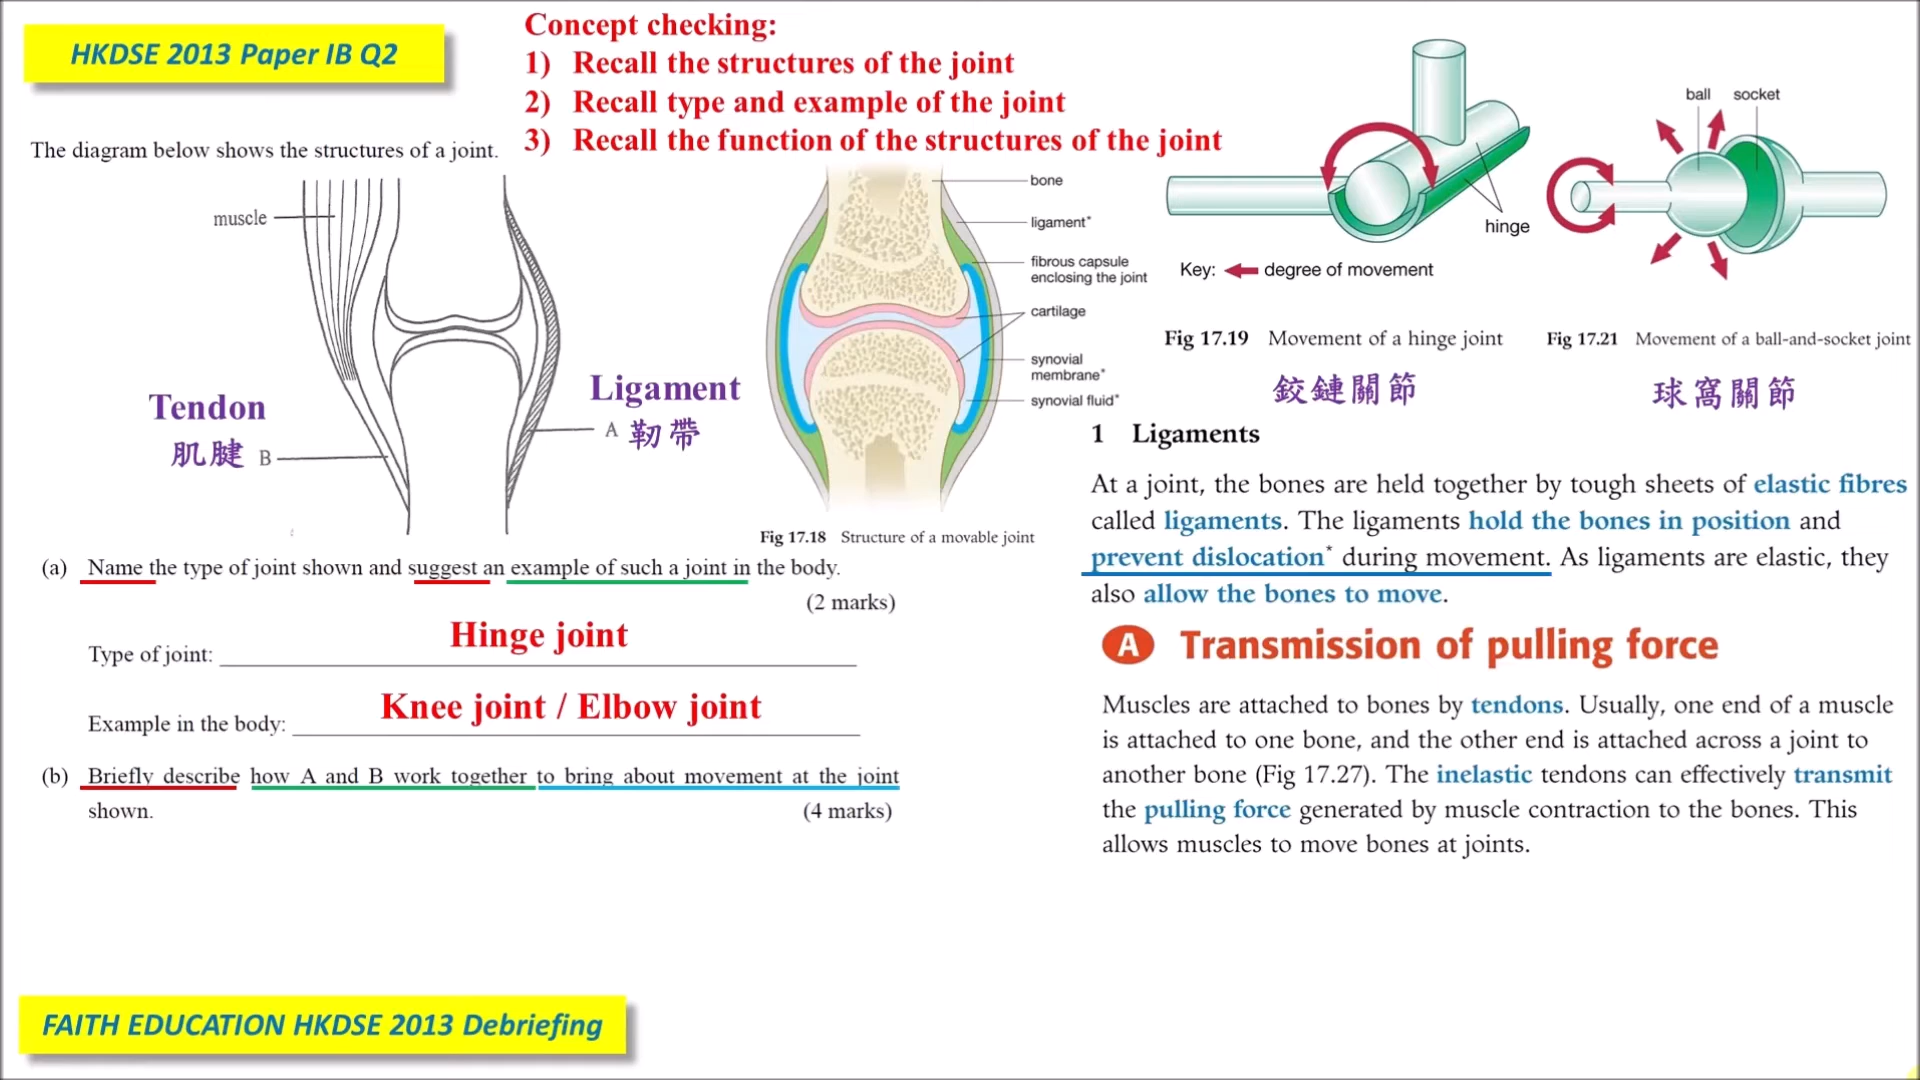 HKDSE 2013 Paper IB Q2
Concept checking:
1) Recall the structures of the joint
2) Recall type and example of the joint
3) Recall the function of the structures of the joint
The diagram below shows the structures of a joint.
muscle
Tendon
肌腱 B
Ligament
A 韌帶
bone
ligament*
fibrous capsule
enclosing the joint
cartilage
synovial
membrane*
synovial fluid*
Fig 17.18 Structure of a movable joint
hinge
Key: degree of movement
Fig 17.19 Movement of a hinge joint
鉸鏈關節
ball socket
Fig 17.21 Movement of a ball-and-socket joint
球窩關節
(a) Name the type of joint shown and suggest an example of such a joint in the body.
(2 marks)
Type of joint: Hinge joint
Example in the body: Knee joint / Elbow joint
(b) Briefly describe how A and B work together to bring about movement at the joint
shown. (4 marks)
1 Ligaments
At a joint, the bones are held together by tough sheets of elastic fibres
called ligaments. The ligaments hold the bones in position and
prevent dislocation* during movement. As ligaments are elastic, they
also allow the bones to move.
A Transmission of pulling force
Muscles are attached to bones by tendons. Usually, one end of a muscle
is attached to one bone, and the other end is attached across a joint to
another bone (Fig 17.27). The inelastic tendons can effectively transmit
the pulling force generated by muscle contraction to the bones. This
allows muscles to move bones at joints.
FAITH EDUCATION HKDSE 2013 Debriefing